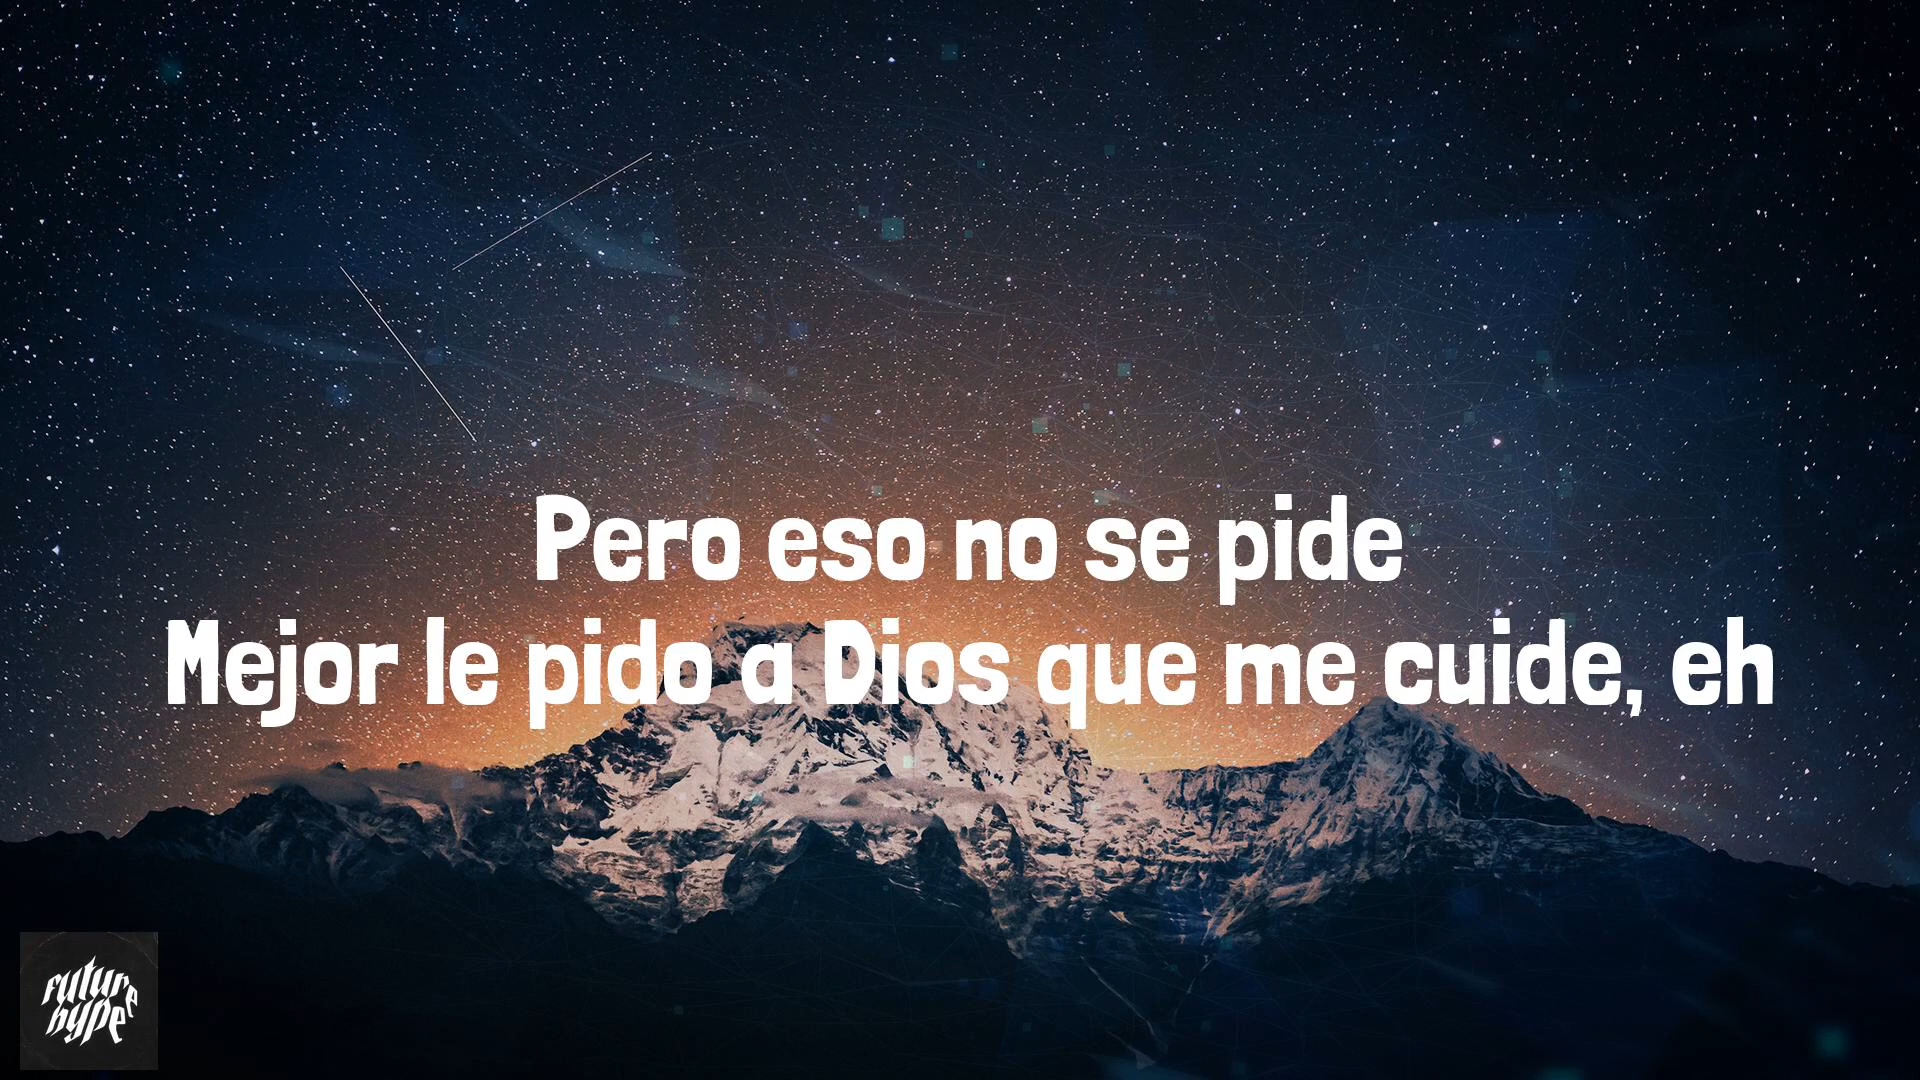 Pero eso no se pide
Mejor le pido a Dios que me cuide, eh
future
hype